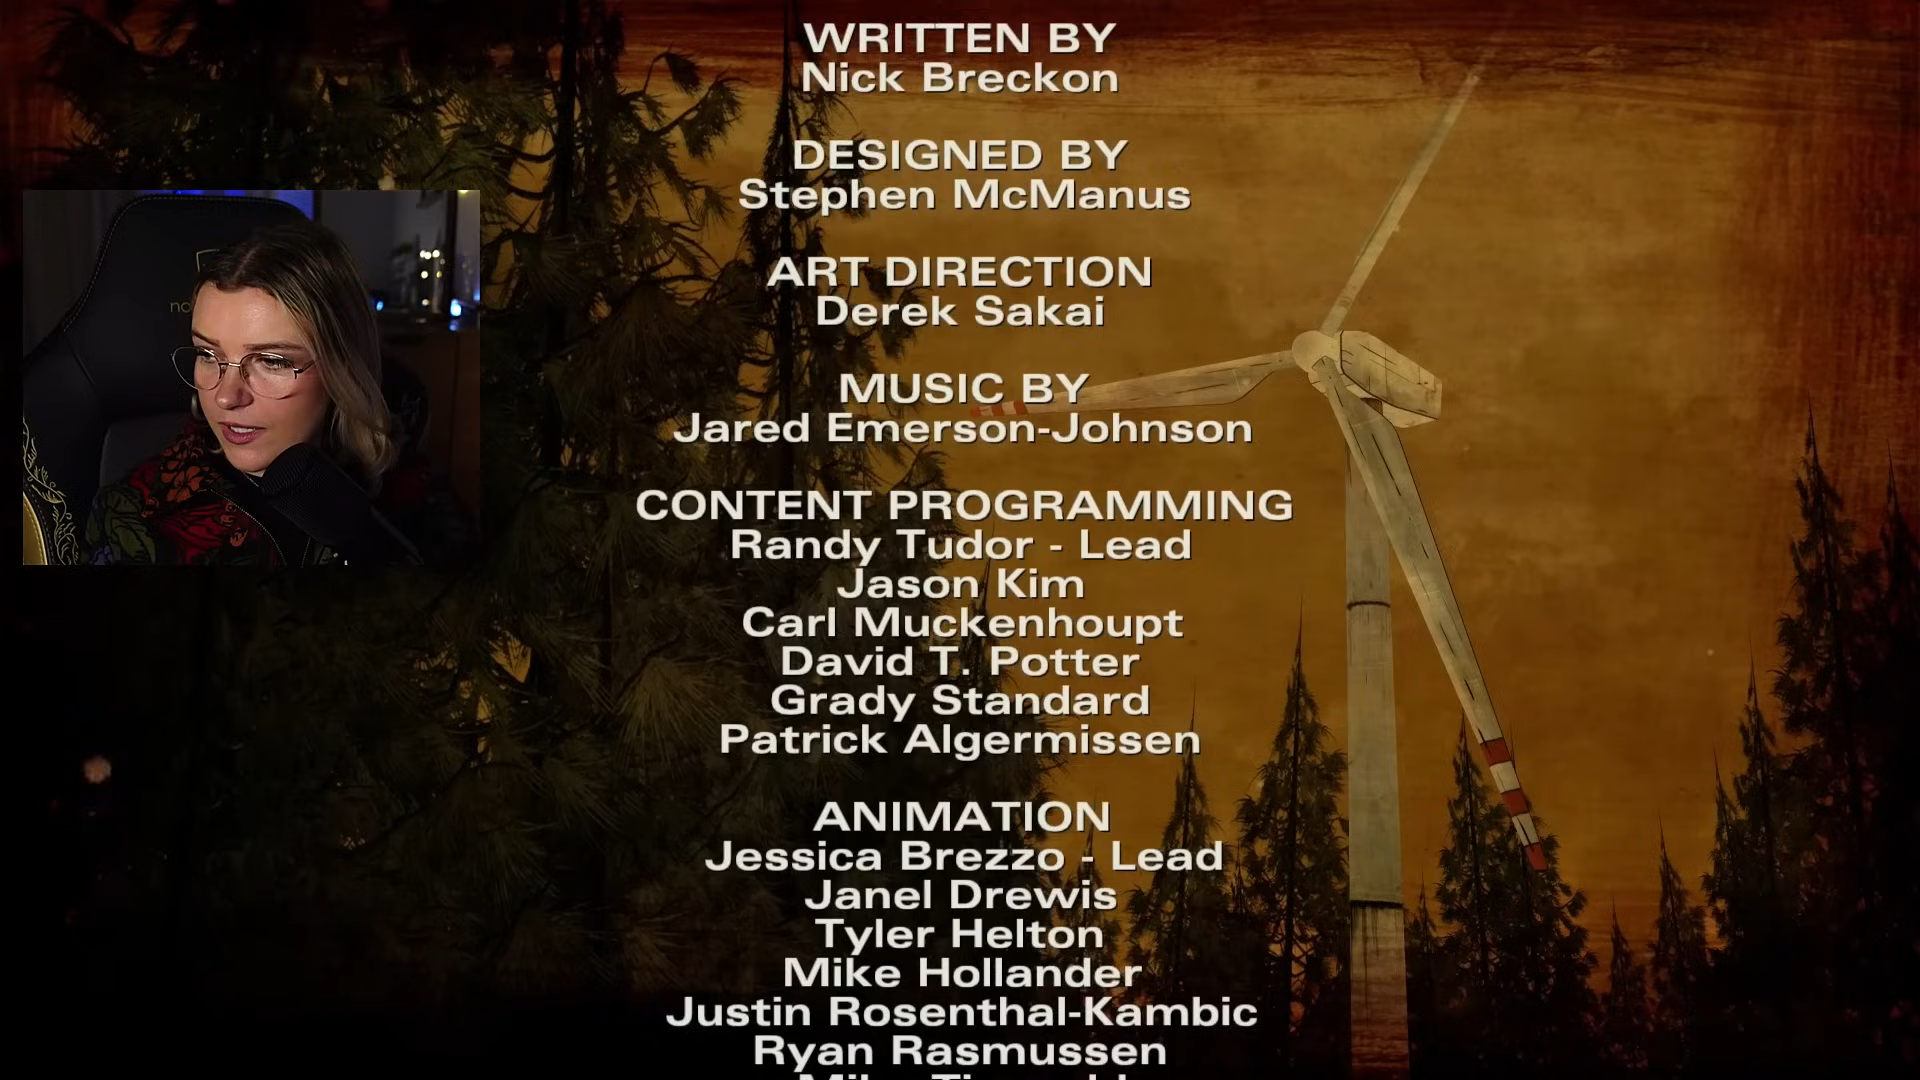 WRITTEN BY
Nick Breckon
DESIGNED BY
Stephen McManus
ART DIRECTION
Derek Sakai
MUSIC BY
Jared Emerson-Johnson
CONTENT PROGRAMMING
Randy Tudor - Lead
Jason Kim
Carl Muckenhoupt
David T. Potter
Grady Standard
Patrick Algermissen
ANIMATION
Jessica Brezzo - Lead
Janel Drewis
Tyler Helton
Mike Hollander
Justin Rosenthal-Kambic
Ryan Rasmussen